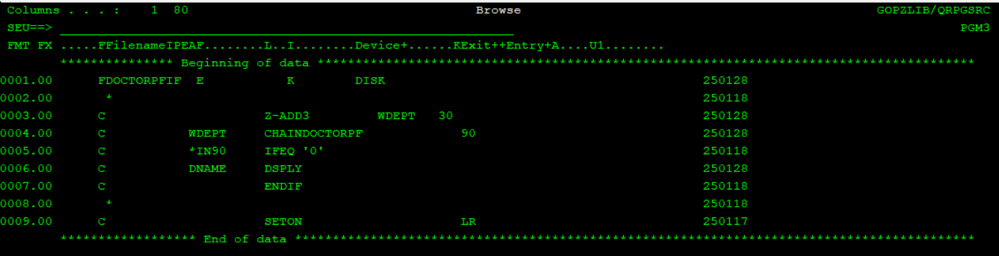 Columns . . . :    1  80                                      Browse                                               GOPZLIB/QRPGSRC
SEU==>                                                                                                                        PGM3
FMT FX .....FFilenameIPEAF........L..I........Device+......KExit++Entry+A....U1........
*************** Beginning of data ***************************************************************************************
0001.00      FDOCTORPFIF  E           K        DISK                                          250128
0002.00       *                                                                              250118
0003.00      C                     Z-ADD3         WDEPT   30                                 250128
0004.00      C           WDEPT     CHAINDOCTORPF             90                              250128
0005.00      C           *IN90     IFEQ '0'                                                  250118
0006.00      C           DNAME     DSPLY                                                     250128
0007.00      C                     ENDIF                                                     250118
0008.00       *                                                                              250118
0009.00      C                     SETON                     LR                              250117
****************** End of data ******************************************************************************************